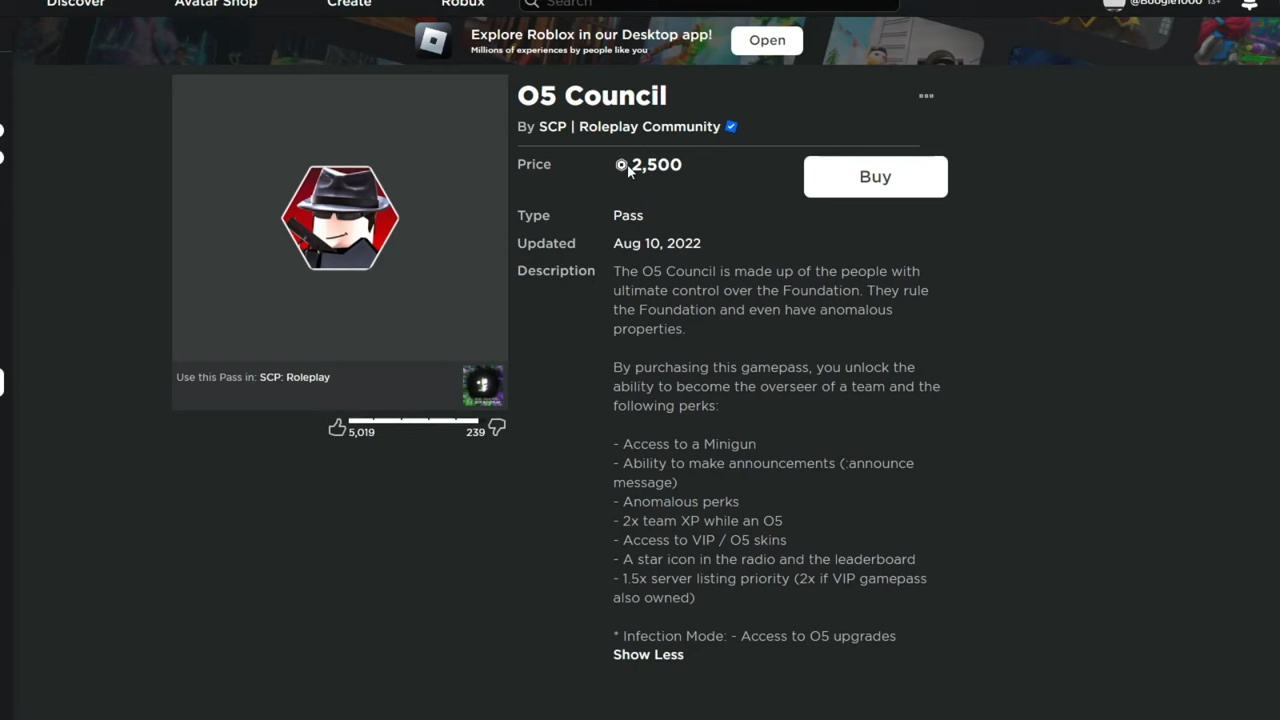 Discover Avatar Shop Create Robux Search @Boogie1000 13+
Explore Roblox in our Desktop app!
Millions of experiences by people like you
Open
O5 Council
By SCP | Roleplay Community
Price 2,500
Buy
Type Pass
Updated Aug 10, 2022
Description The O5 Council is made up of the people with
ultimate control over the Foundation. They rule
the Foundation and even have anomalous
properties.
By purchasing this gamepass, you unlock the
ability to become the overseer of a team and the
following perks:
- Access to a Minigun
- Ability to make announcements (:announce
message)
- Anomalous perks
- 2x team XP while an O5
- Access to VIP / O5 skins
- A star icon in the radio and the leaderboard
- 1.5x server listing priority (2x if VIP gamepass
also owned)
* Infection Mode: - Access to O5 upgrades
Show Less
Use this Pass in: SCP: Roleplay
5,019 239